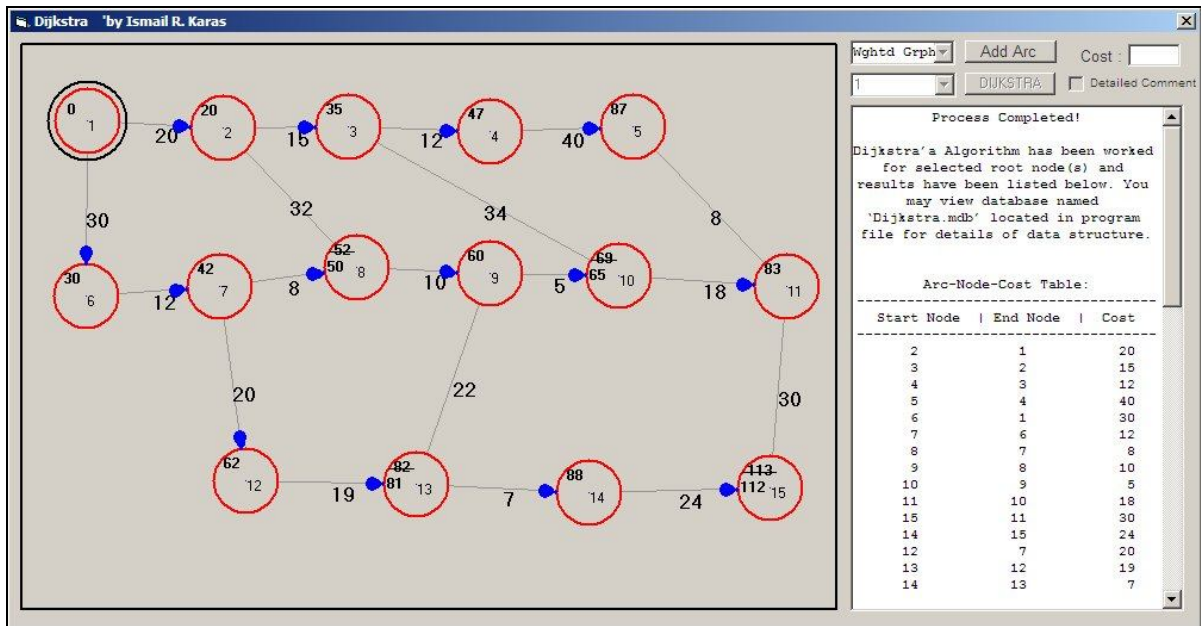 Dijkstra 'by Ismail R. Karas
Wghtd Grph Add Arc Cost :
1 DIJKSTRA Detailed Comment
0 '1
20 '2
35 '3
47 '4
87 '5
20 15 12 40
30 32 34 8
30 '6
42 '7
52 50 '8
60 '9
69 65 '10
83 '11
12 8 10 5 18
20 22 30
62 '12
82 81 '13
88 '14
113 112 '15
19 7 24
Process Completed!
Dijkstra'a Algorithm has been worked
for selected root node(s) and
results have been listed below. You
may view database named
'Dijkstra.mdb' located in program
file for details of data structure.
Arc-Node-Cost Table:
--------------------------------------
Start Node | End Node | Cost
--------------------------------------
2 1 20
3 2 15
4 3 12
5 4 40
6 1 30
7 6 12
8 7 8
9 8 10
10 9 5
11 10 18
15 11 30
14 15 24
12 7 20
13 12 19
14 13 7